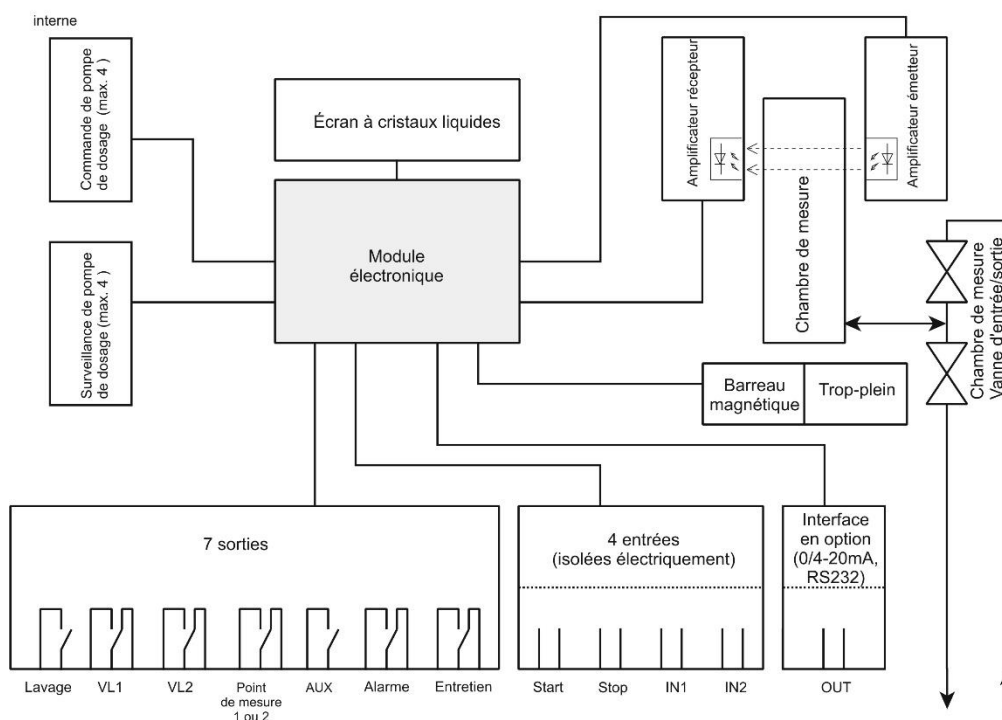 interne
Commande de pompe
de dosage (max. 4 )
Surveillance de pompe
de dosage (max. 4 )
Écran à cristaux liquides
Module
électronique
Amplificateur récepteur
Chambre de mesure
Amplificateur émetteur
Chambre de mesure
Vanne d'entrée/sortie
Barreau
magnétique
Trop-plein
7 sorties
Lavage
VL1
VL2
Point
de mesure
1 ou 2
AUX
Alarme
Entretien
4 entrées
(isolées électriquement)
Start
Stop
IN1
IN2
Interface
en option
(0/4-20mA,
RS232)
OUT